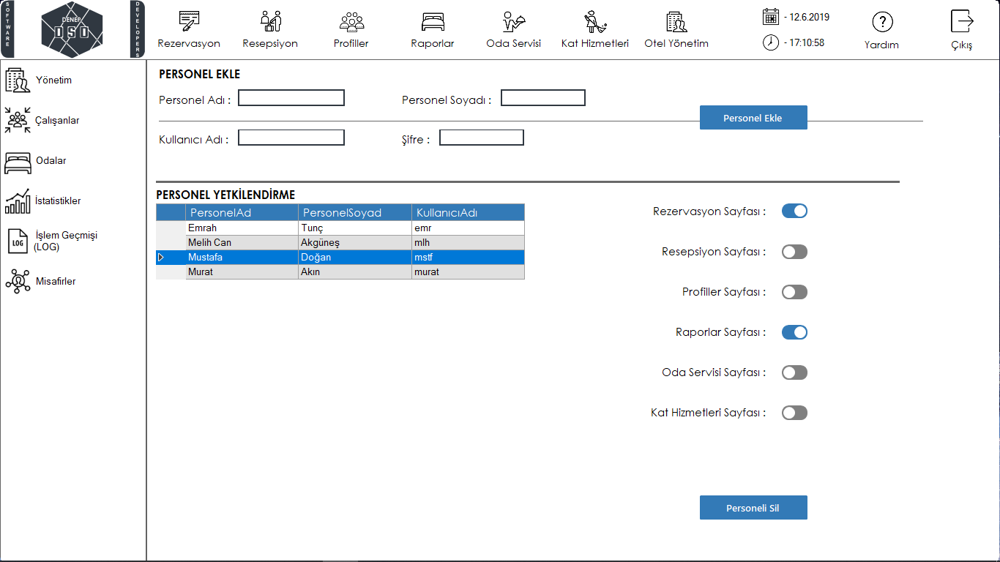 SOFTWARE
DENEP
OSD
DEVELOPERS
Rezervasyon
Resepsiyon
Profiller
Raporlar
Oda Servisi
Kat Hizmetleri
Otel Yönetim
- 12.6.2019
- 17:10:58
Yardım
Çıkış
Yönetim
Çalışanlar
Odalar
İstatistikler
LOG
İşlem Geçmişi
(LOG)
Misafirler
PERSONEL EKLE
Personel Adı :
Personel Soyadı :
Personel Ekle
Kullanıcı Adı :
Şifre :
PERSONEL YETKİLENDİRME
PersonelAd PersonelSoyad KullanıcıAdı
Emrah Tunç emr
Melih Can Akgüneş mlh
Mustafa Doğan mstf
Murat Akın murat
Rezervasyon Sayfası :
Resepsiyon Sayfası :
Profiller Sayfası :
Raporlar Sayfası :
Oda Servisi Sayfası :
Kat Hizmetleri Sayfası :
Personeli Sil